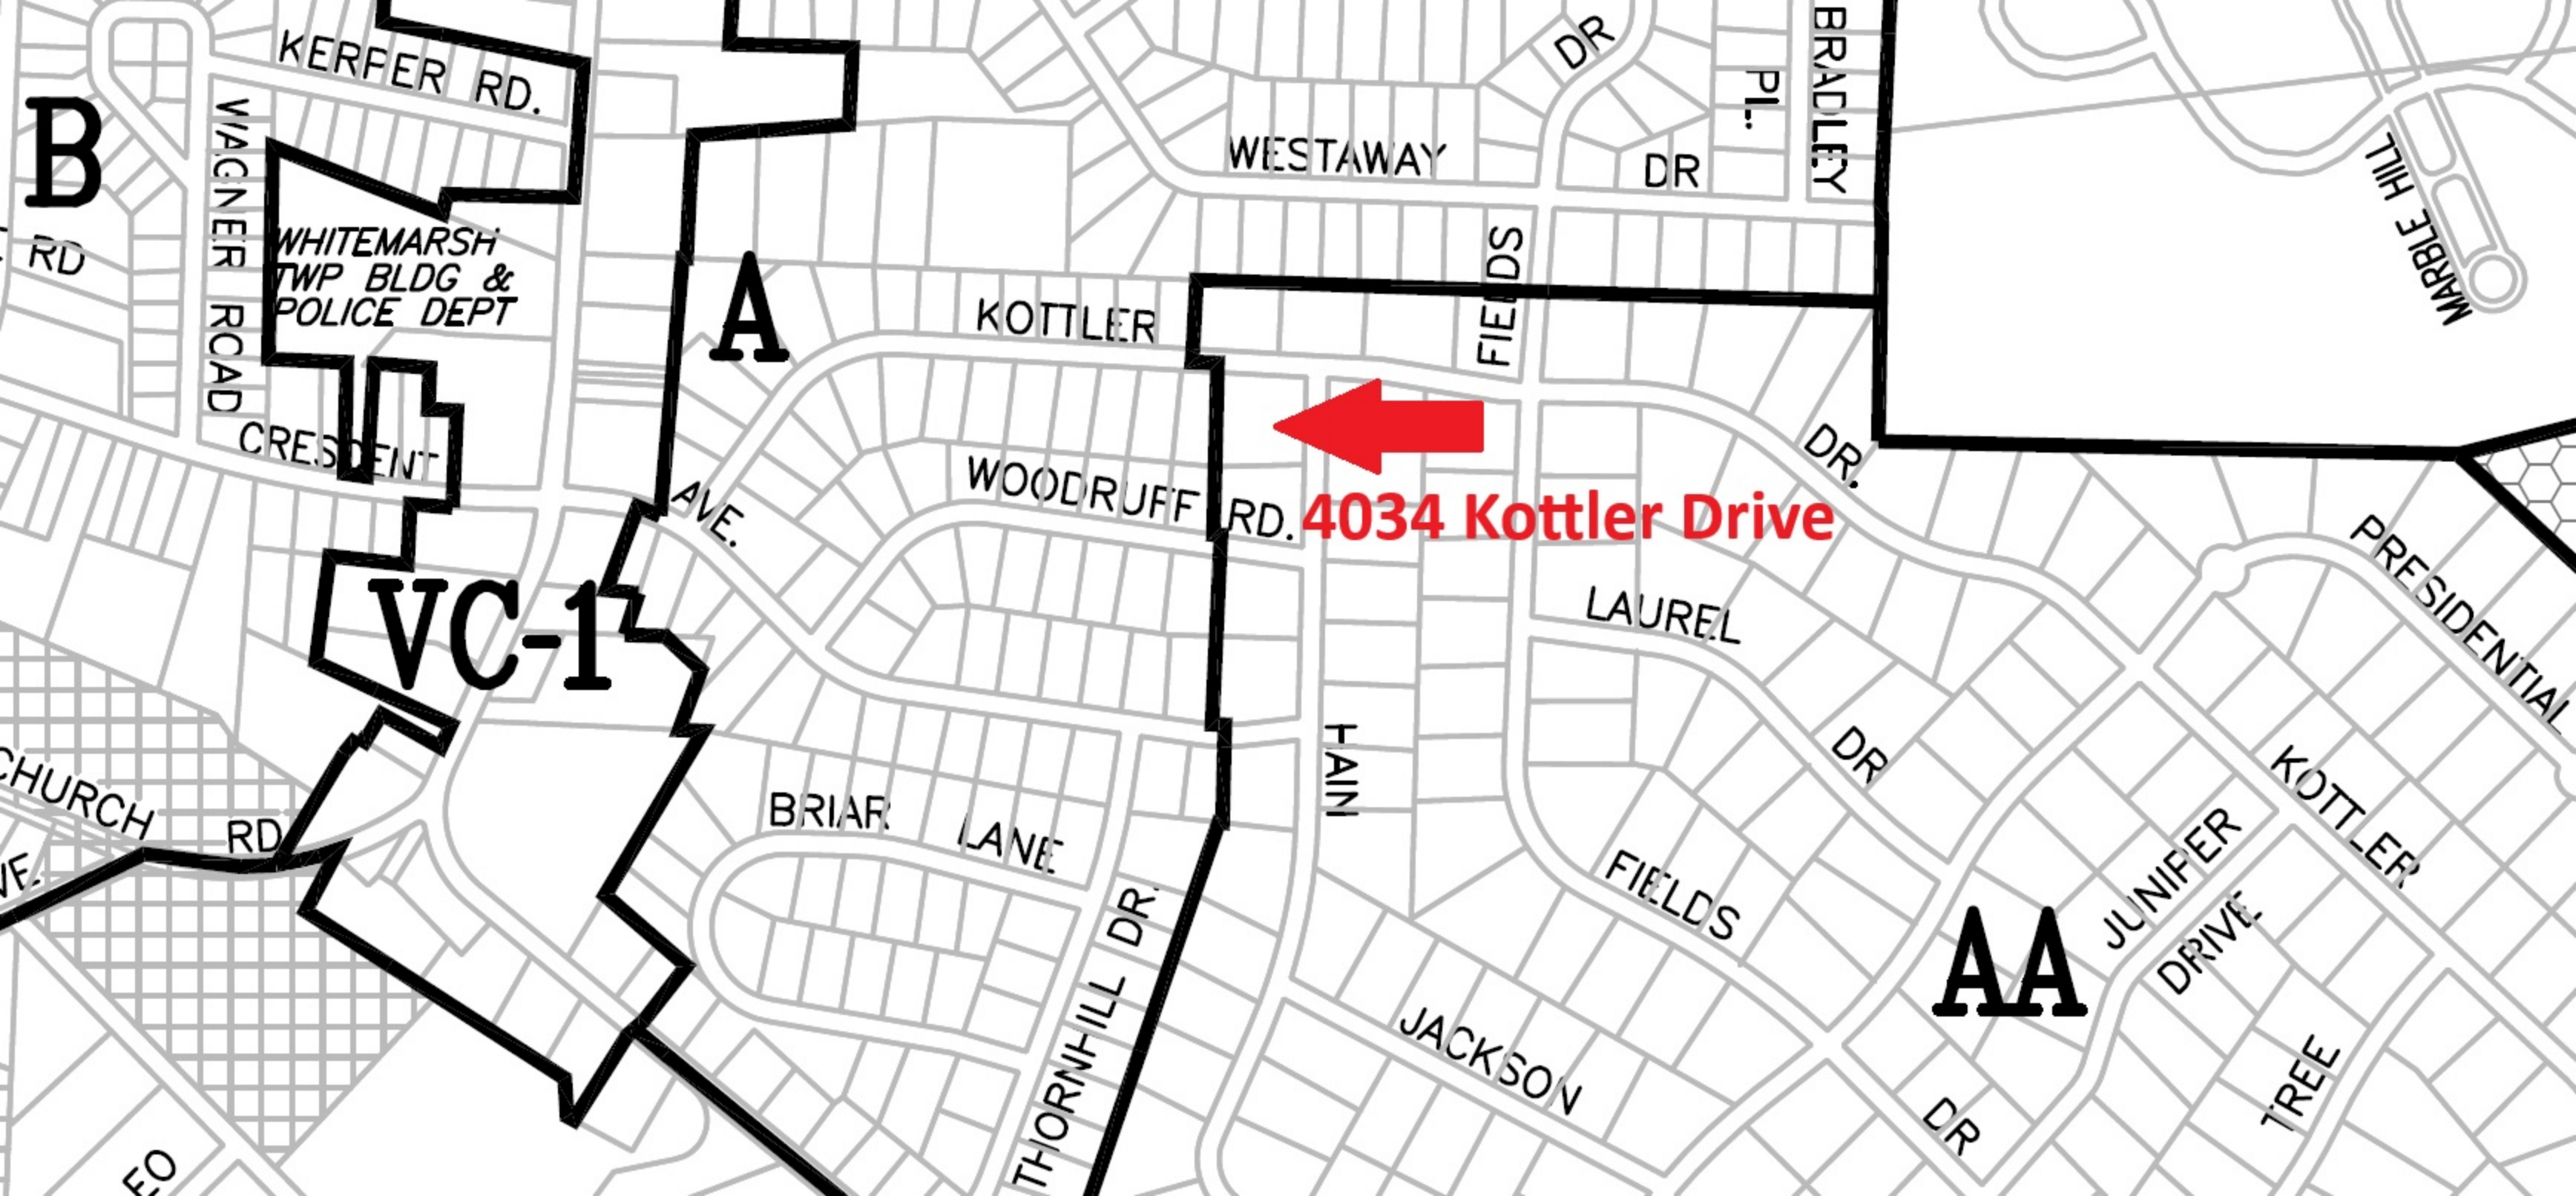 KERPER RD.
B
WAGNER ROAD
RD
WHITEMARSH
TWP BLDG &
POLICE DEPT
CRESCENT
AVE.
A
VC-1
CHURCH RD
WESTAWAY DR
DR
PL.
BRADLEY
MARBLE HILL
KOTTLER
DR.
FIELDS
WOODRUFF RD.
4034 Kottler Drive
LAUREL
DR
PRESIDENTIAL
HAIN
BRIAR LANE
THORNHILL DR.
FIELDS
DR
JACKSON
AA
JUNIPER
DRIVE
KOTTLER
TREE